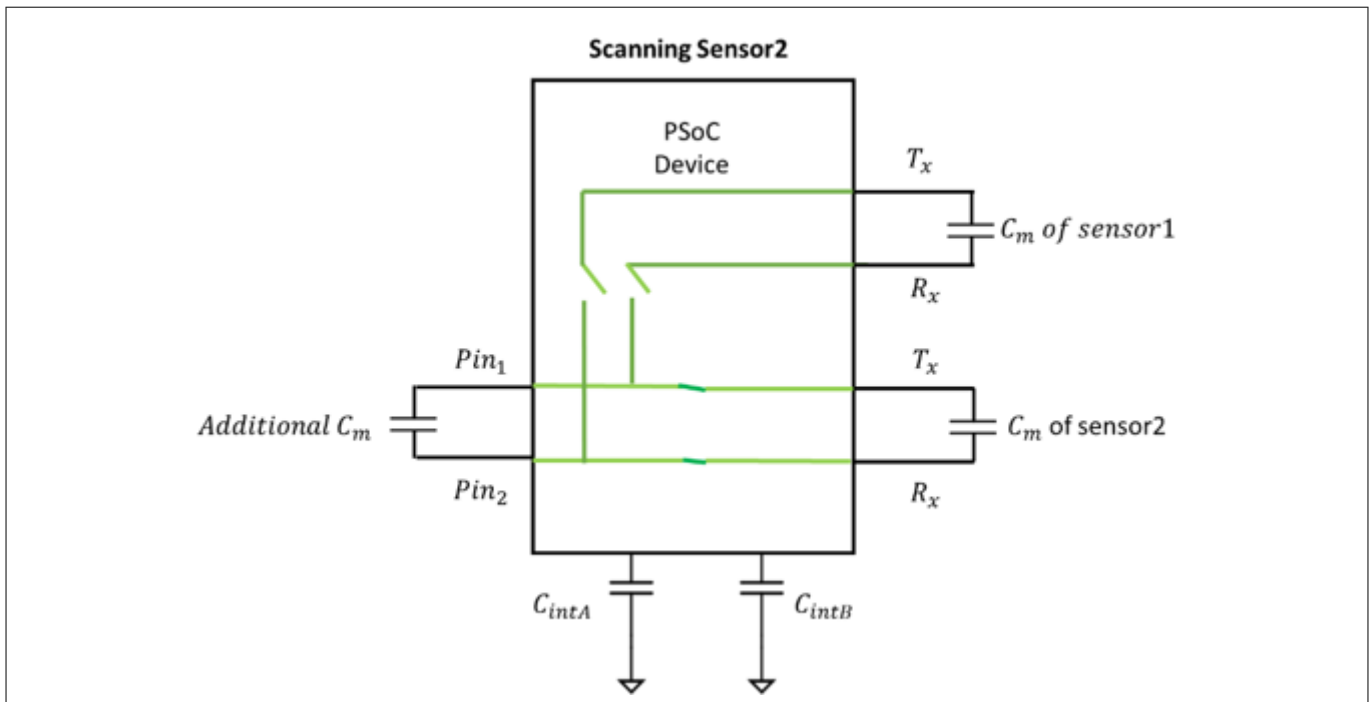 Scanning Sensor2
PSoC
Device
Tx
Cm of sensor1
Rx
Pin1
Tx
Additional Cm
Cm of sensor2
Pin2
Rx
CintA
CintB